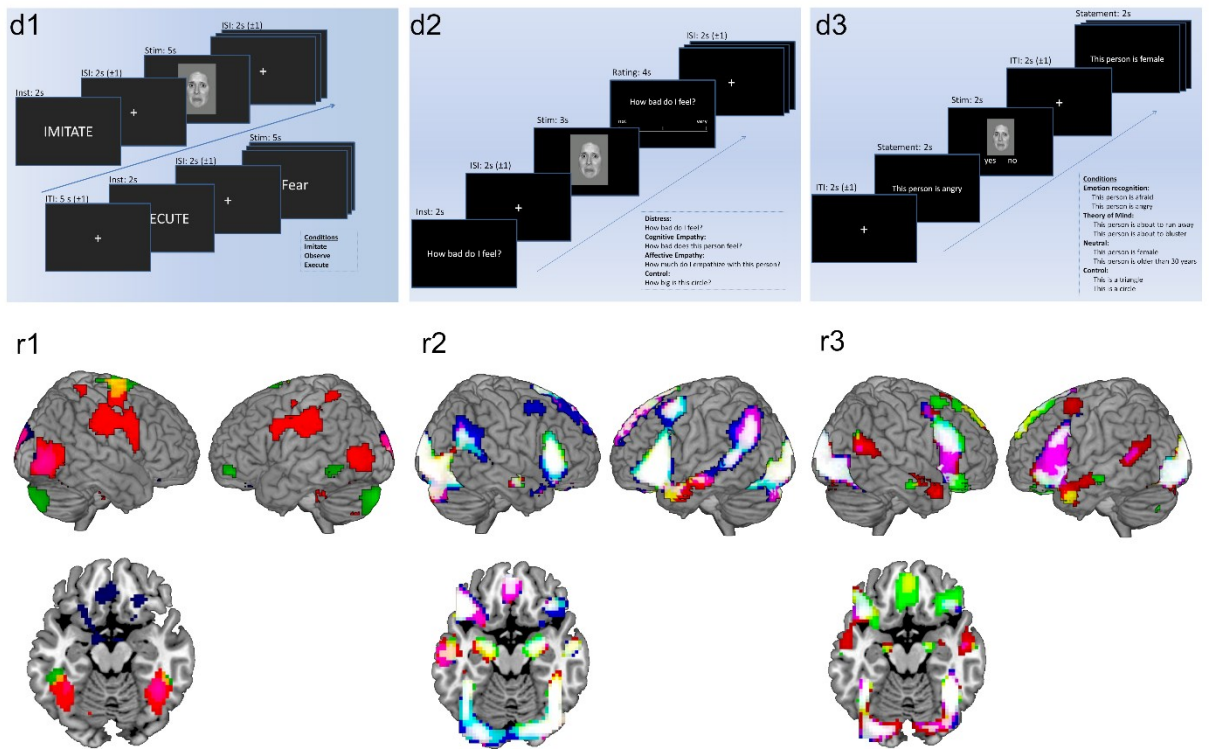 d1
ISI: 2s (±1)
Stim: 5s
+
ISI: 2s (±1)
+
Inst: 2s
IMITATE
Stim: 5s
Fear
ISI: 2s (±1)
+
Inst: 2s
ECUTE
ITI: 5 s (±1)
+
Conditions
Imitate
Observe
Execute
d2
ISI: 2s (±1)
+
Rating: 4s
How bad do I feel?
very
Stim: 3s
ISI: 2s (±1)
+
Inst: 2s
How bad do I feel?
Distress:
How bad do I feel?
Cognitive Empathy:
How bad does this person feel?
Affective Empathy:
How much do I empathize with this person?
Control:
How big is this circle?
d3
Statement: 2s
This person is female
ITI: 2s (±1)
+
Stim: 2s
yes no
Statement: 2s
This person is angry
ITI: 2s (±1)
+
Conditions
Emotion recognition:
This person is afraid
This person is angry
Theory of Mind:
This person is about to run away
This person is about to bluster
Neutral:
This person is female
This person is older than 30 years
Control:
This is a triangle
This is a circle
r1
r2
r3